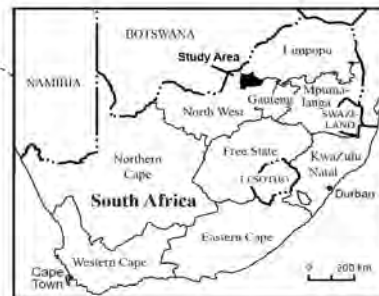 BOTSWANA
Study Area
Limpopo
NAMIBIA
Mpuma-
langa
Gauteng
North West
SWAZI-
LAND
Free State
KwaZulu
Natal
Northern
Cape
LESOTHO
Durban
South Africa
Eastern Cape
Western Cape
Cape
Town
0 200 km